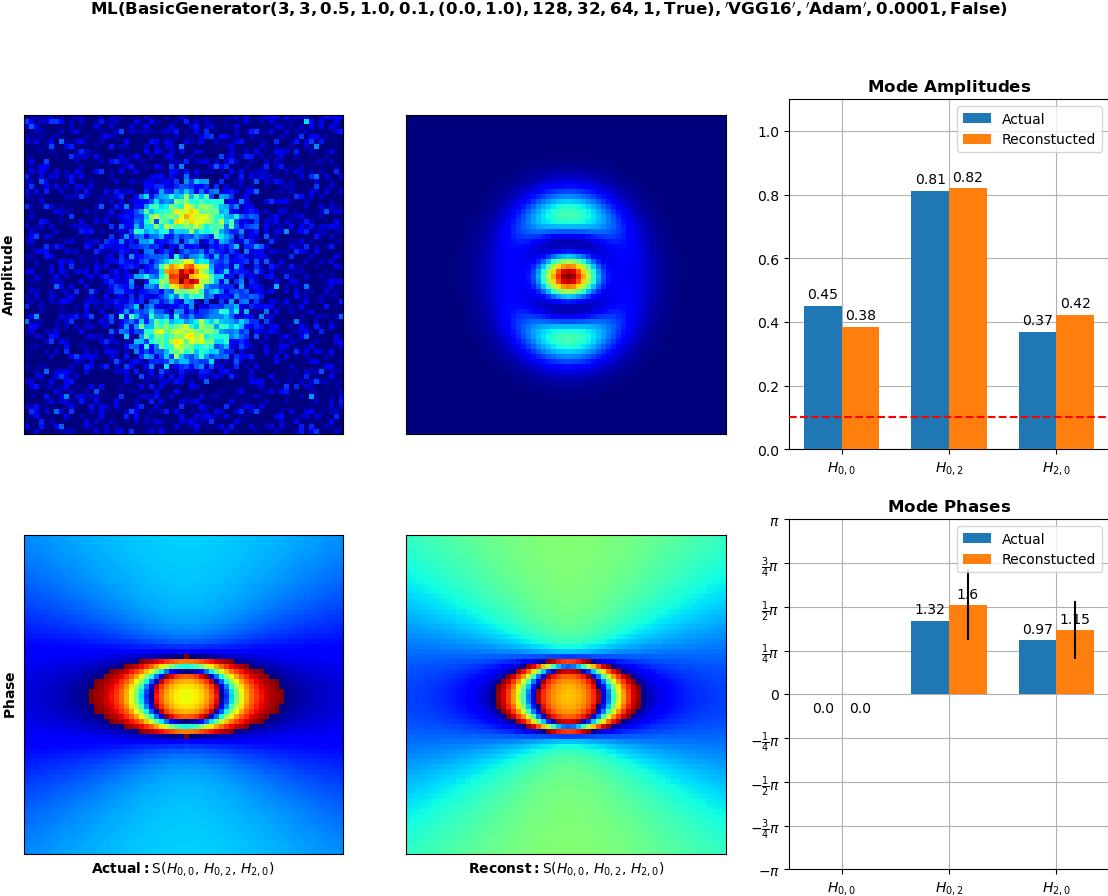 ML(BasicGenerator(3, 3, 0.5, 1.0, 0.1, (0.0, 1.0), 128, 32, 64, 1, True), ′VGG16′, ′Adam′, 0.0001, False)
Amplitude
Mode Amplitudes
Actual
Reconstucted
1.0
0.8
0.6
0.4
0.2
0.0
0.45
0.38
0.81
0.82
0.37
0.42
H0,0
H0,2
H2,0
Phase
Actual: S(H0,0, H0,2, H2,0)
Reconst: S(H0,0, H0,2, H2,0)
Mode Phases
Actual
Reconstucted
π
3/4π
1/2π
1/4π
0
−1/4π
−1/2π
−3/4π
−π
0.0
0.0
1.32
1.6
0.97
1.15
H0,0
H0,2
H2,0